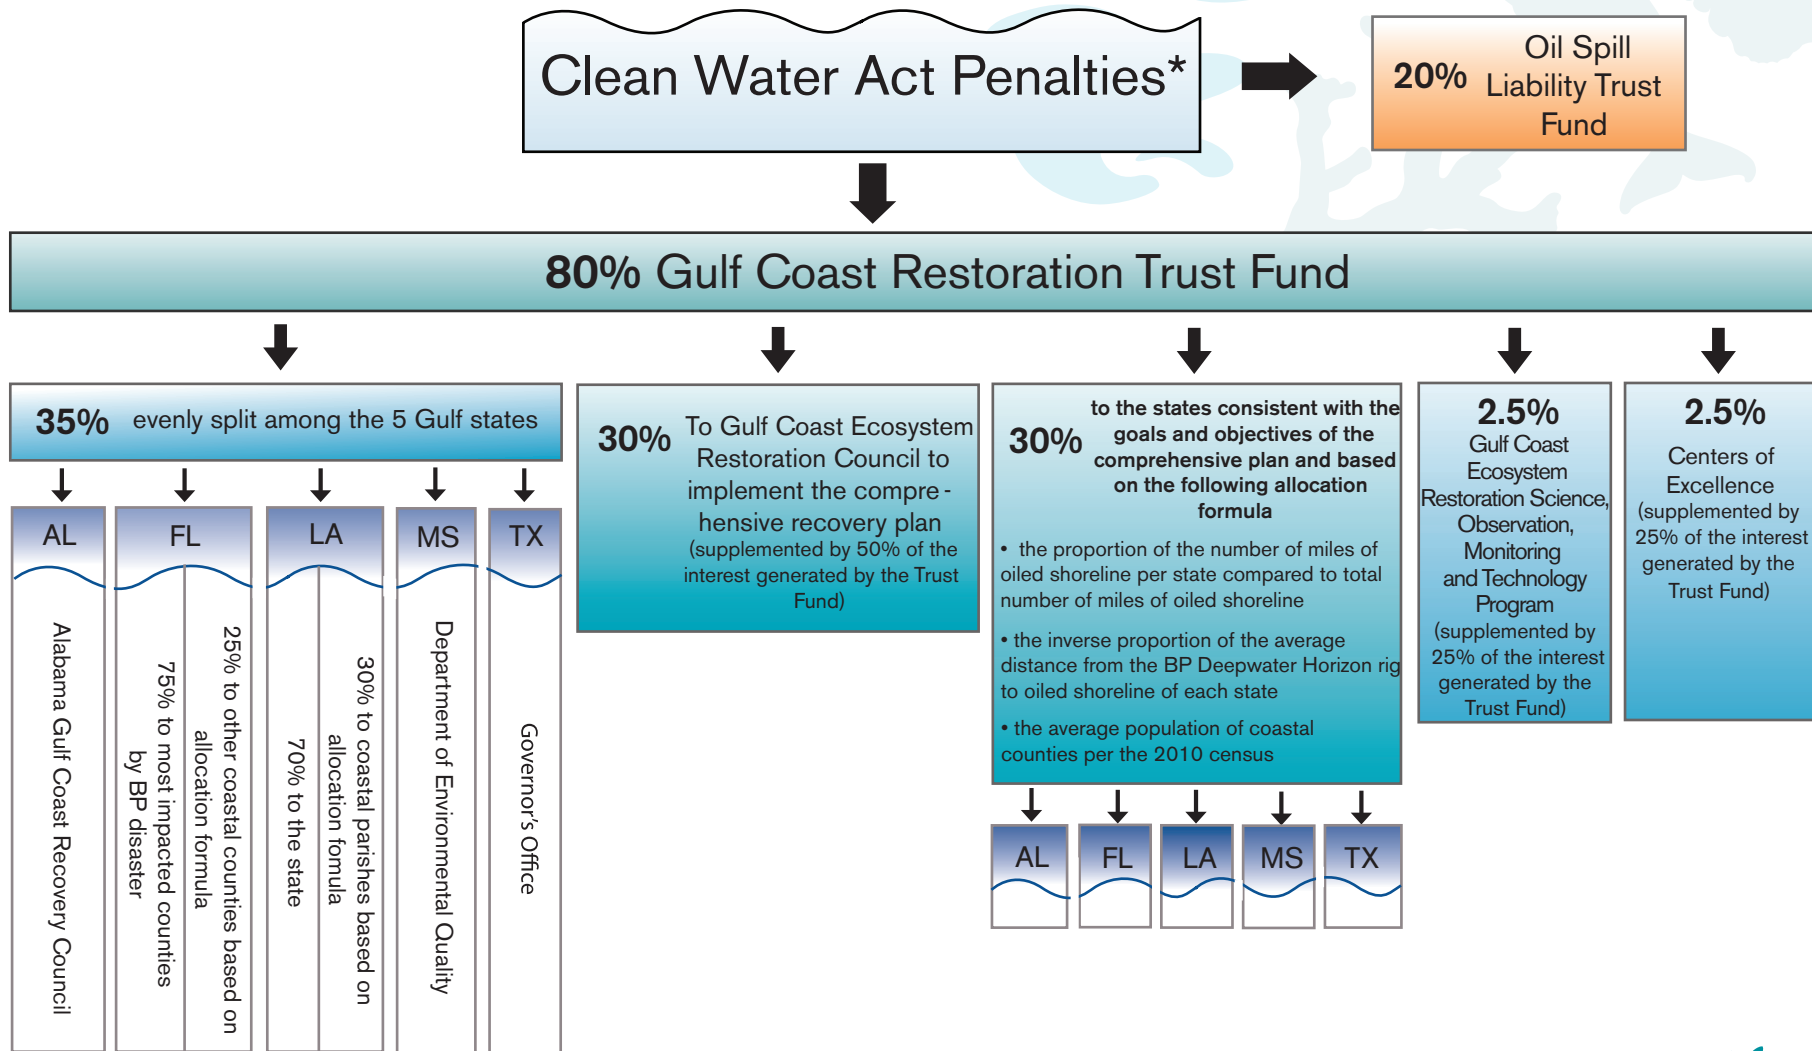 Clean Water Act Penalties*
20%
Oil Spill
Liability Trust
Fund
80% Gulf Coast Restoration Trust Fund
35% evenly split among the 5 Gulf states
AL
Alabama Gulf Coast Recovery Council
FL
25% to other coastal counties based on
allocation formula
75% to most impacted counties
by BP disaster
LA
30% to coastal parishes based on
allocation fomula
70% to the state
MS
Department of Environmental Quality
TX
Governor's Office
30%
To Gulf Coast Ecosystem
Restoration Council to
implement the compre -
hensive recovery plan
(supplemented by 50% of the
interest generated by the Trust
Fund)
30%
to the states consistent with the
goals and objectives of the
comprehensive plan and based
on the following allocation
formula
• the proportion of the number of miles of
oiled shoreline per state compared to total
number of miles of oiled shoreline
• the inverse proportion of the average
distance from the BP Deepwater Horizon rig
to oiled shoreline of each state
• the average population of coastal
counties per the 2010 census
AL
FL
LA
MS
TX
2.5%
Gulf Coast
Ecosystem
Restoration Science,
Observation,
Monitoring
and Technology
Program
(supplemented by
25% of the interest
generated by the
Trust Fund)
2.5%
Centers of
Excellence
(supplemented by
25% of the interest
generated by the
Trust Fund)